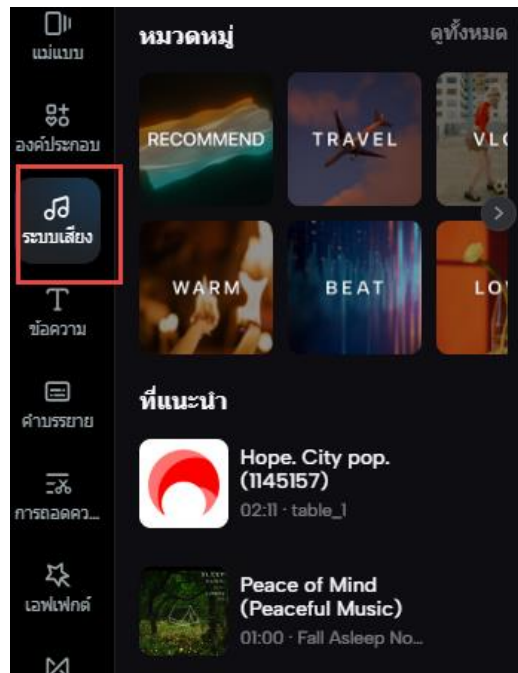 แม่แบบ
องค์ประกอบ
ระบบเสียง
ข้อความ
คำบรรยาย
การถอดคว...
เอฟเฟกต์
หมวดหมู่
ดูทั้งหมด
RECOMMEND
TRAVEL
VLO
WARM
BEAT
LO
ที่แนะนำ
Hope. City pop.
(1145157)
02:11 · table_1
Peace of Mind
(Peaceful Music)
01:00 · Fall Asleep No...